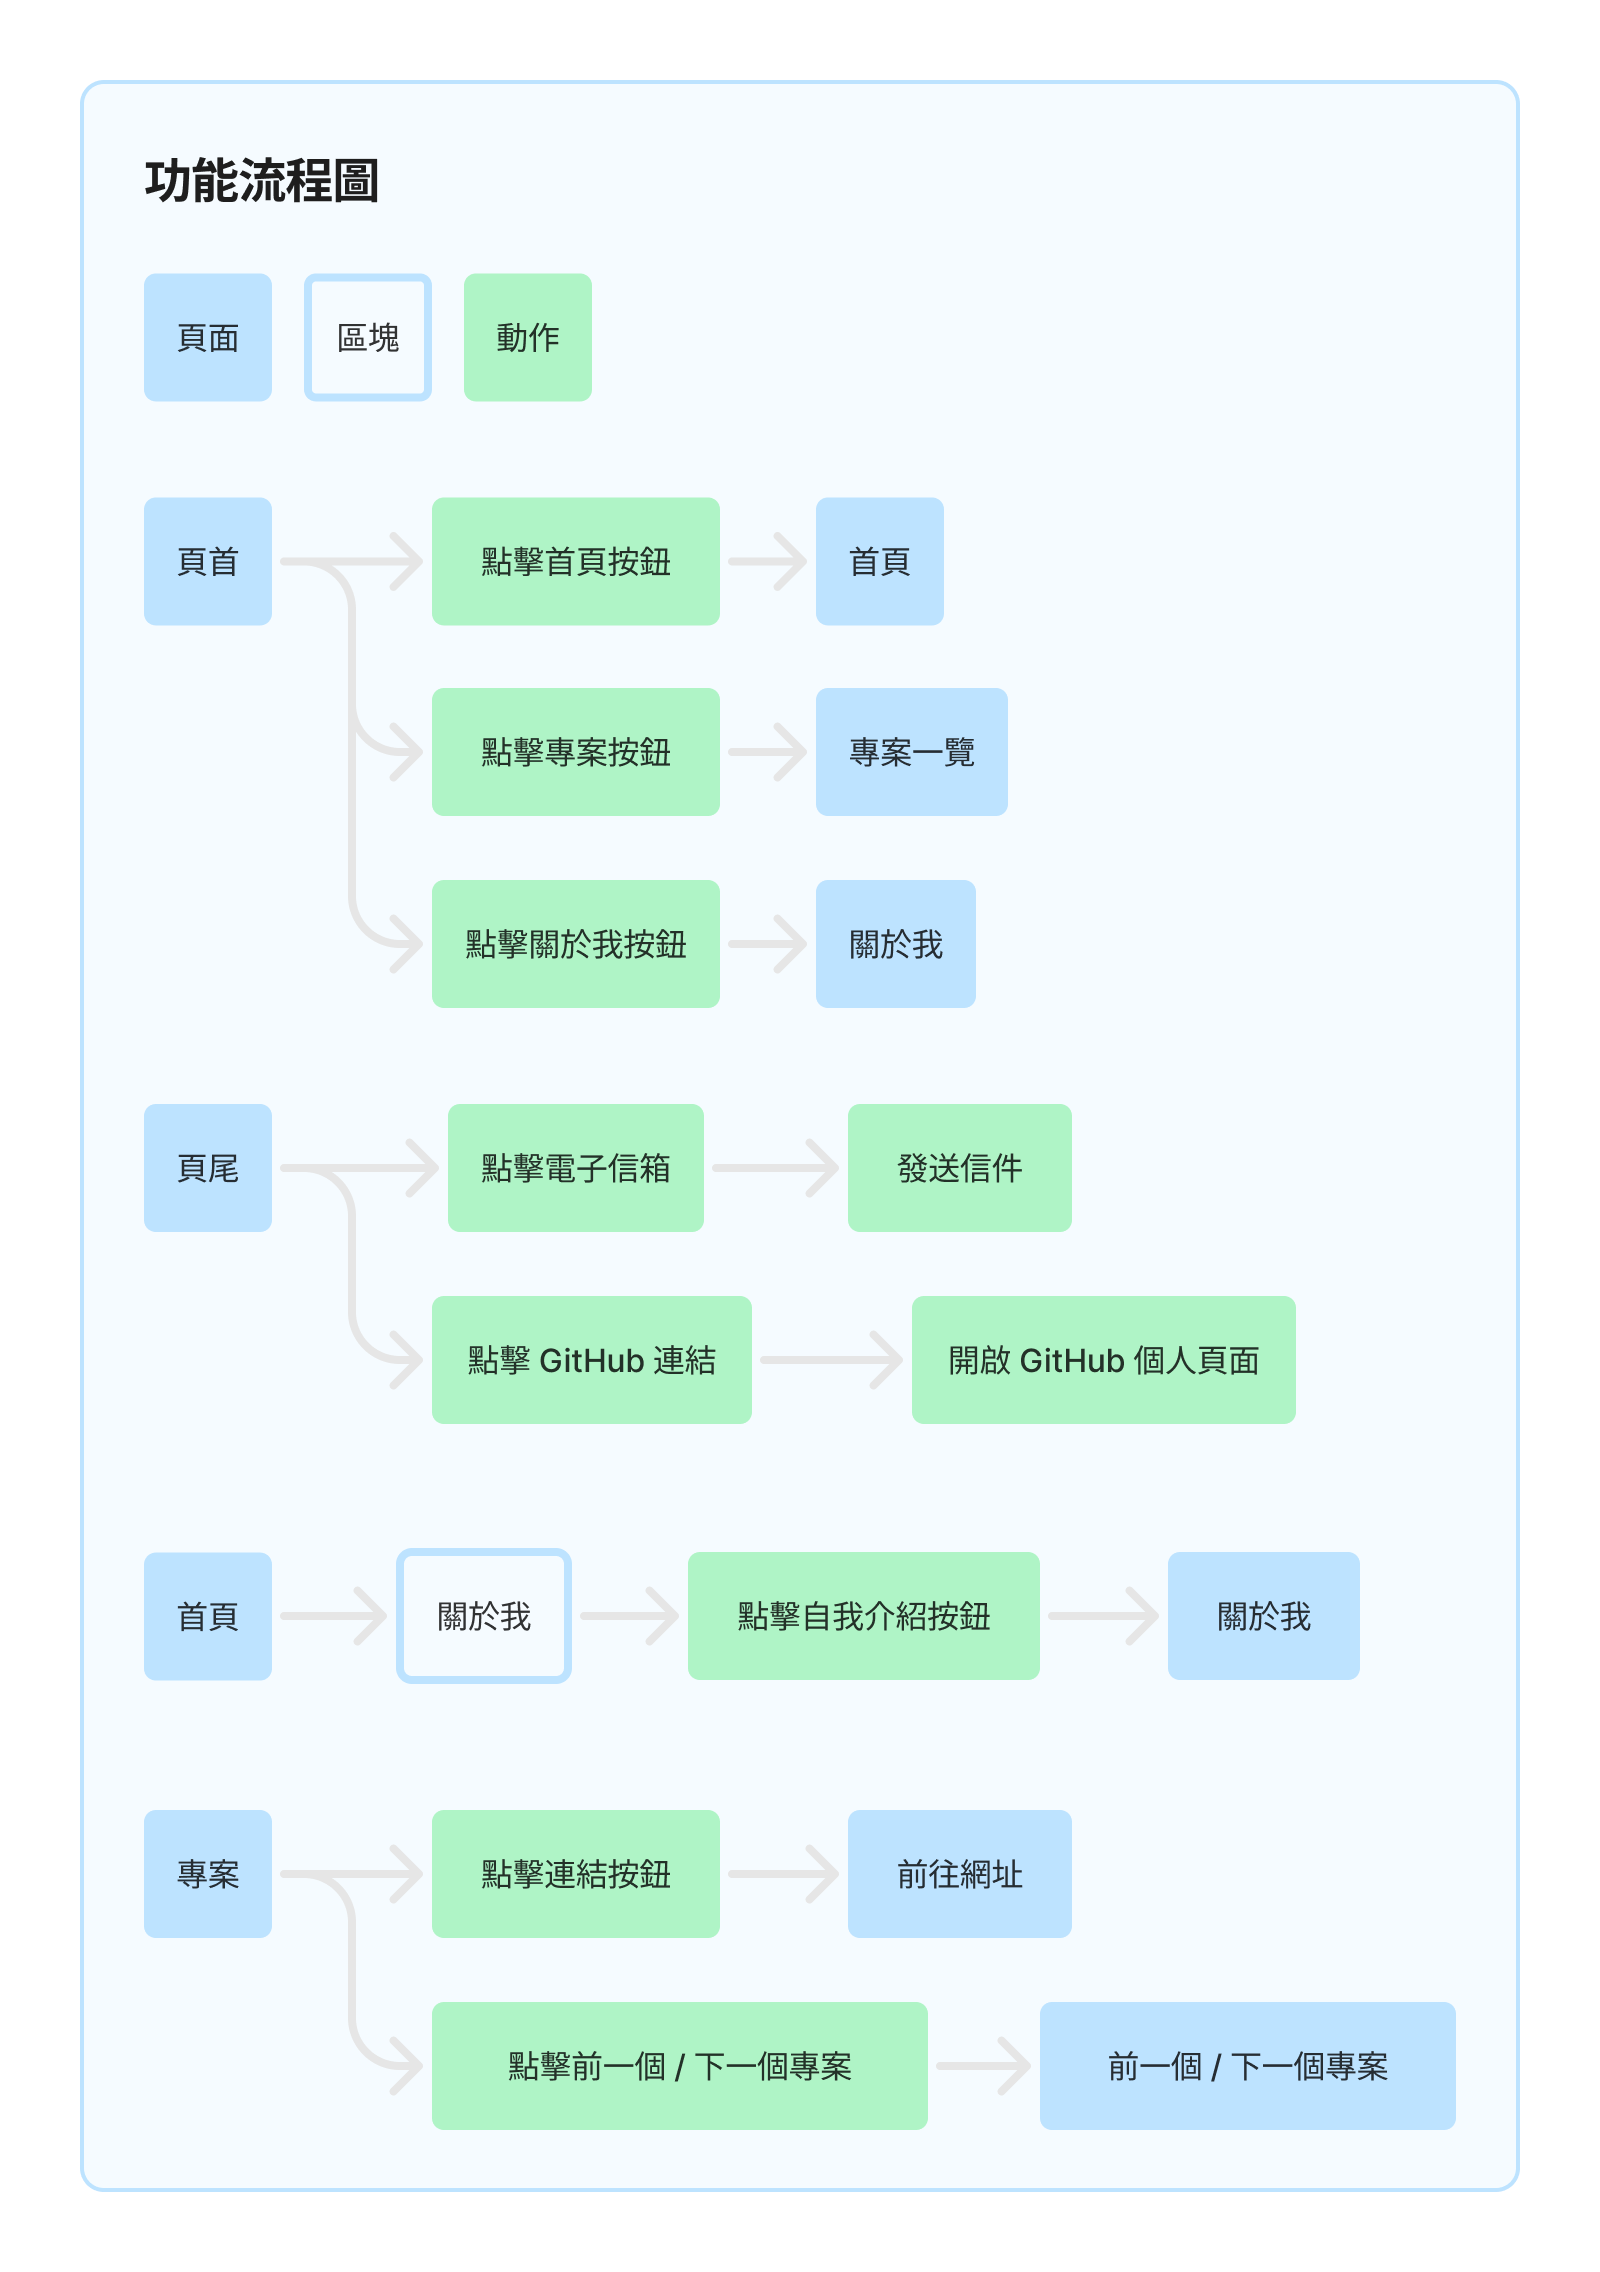 功能流程圖
頁面
區塊
動作
頁首
點擊首頁按鈕
首頁
點擊專案按鈕
專案一覽
點擊關於我按鈕
關於我
頁尾
點擊電子信箱
發送信件
點擊 GitHub 連結
開啟 GitHub 個人頁面
首頁
關於我
點擊自我介紹按鈕
關於我
專案
點擊連結按鈕
前往網址
點擊前一個 / 下一個專案
前一個 / 下一個專案